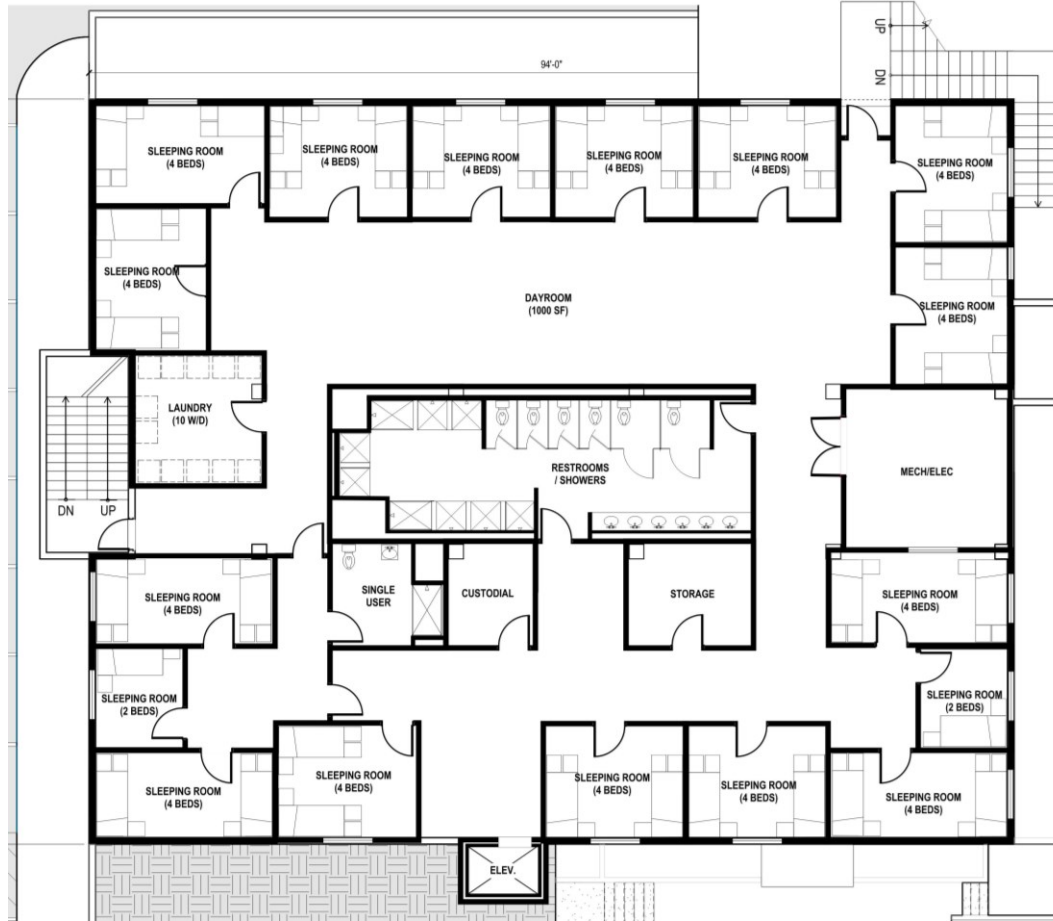 UP
94'-0"
DN
SLEEPING ROOM
(4 BEDS)
SLEEPING ROOM
(4 BEDS)
SLEEPING ROOM
(4 BEDS)
SLEEPING ROOM
(4 BEDS)
SLEEPING ROOM
(4 BEDS)
SLEEPING ROOM
(4 BEDS)
SLEEPING ROOM
(4 BEDS)
DAYROOM
(1000 SF)
SLEEPING ROOM
(4 BEDS)
LAUNDRY
(10 W/D)
RESTROOMS
/ SHOWERS
MECH/ELEC
DN
UP
SLEEPING ROOM
(4 BEDS)
SINGLE
USER
CUSTODIAL
STORAGE
SLEEPING ROOM
(4 BEDS)
SLEEPING ROOM
(2 BEDS)
SLEEPING ROOM
(2 BEDS)
SLEEPING ROOM
(4 BEDS)
SLEEPING ROOM
(4 BEDS)
SLEEPING ROOM
(4 BEDS)
SLEEPING ROOM
(4 BEDS)
SLEEPING ROOM
(4 BEDS)
ELEV.